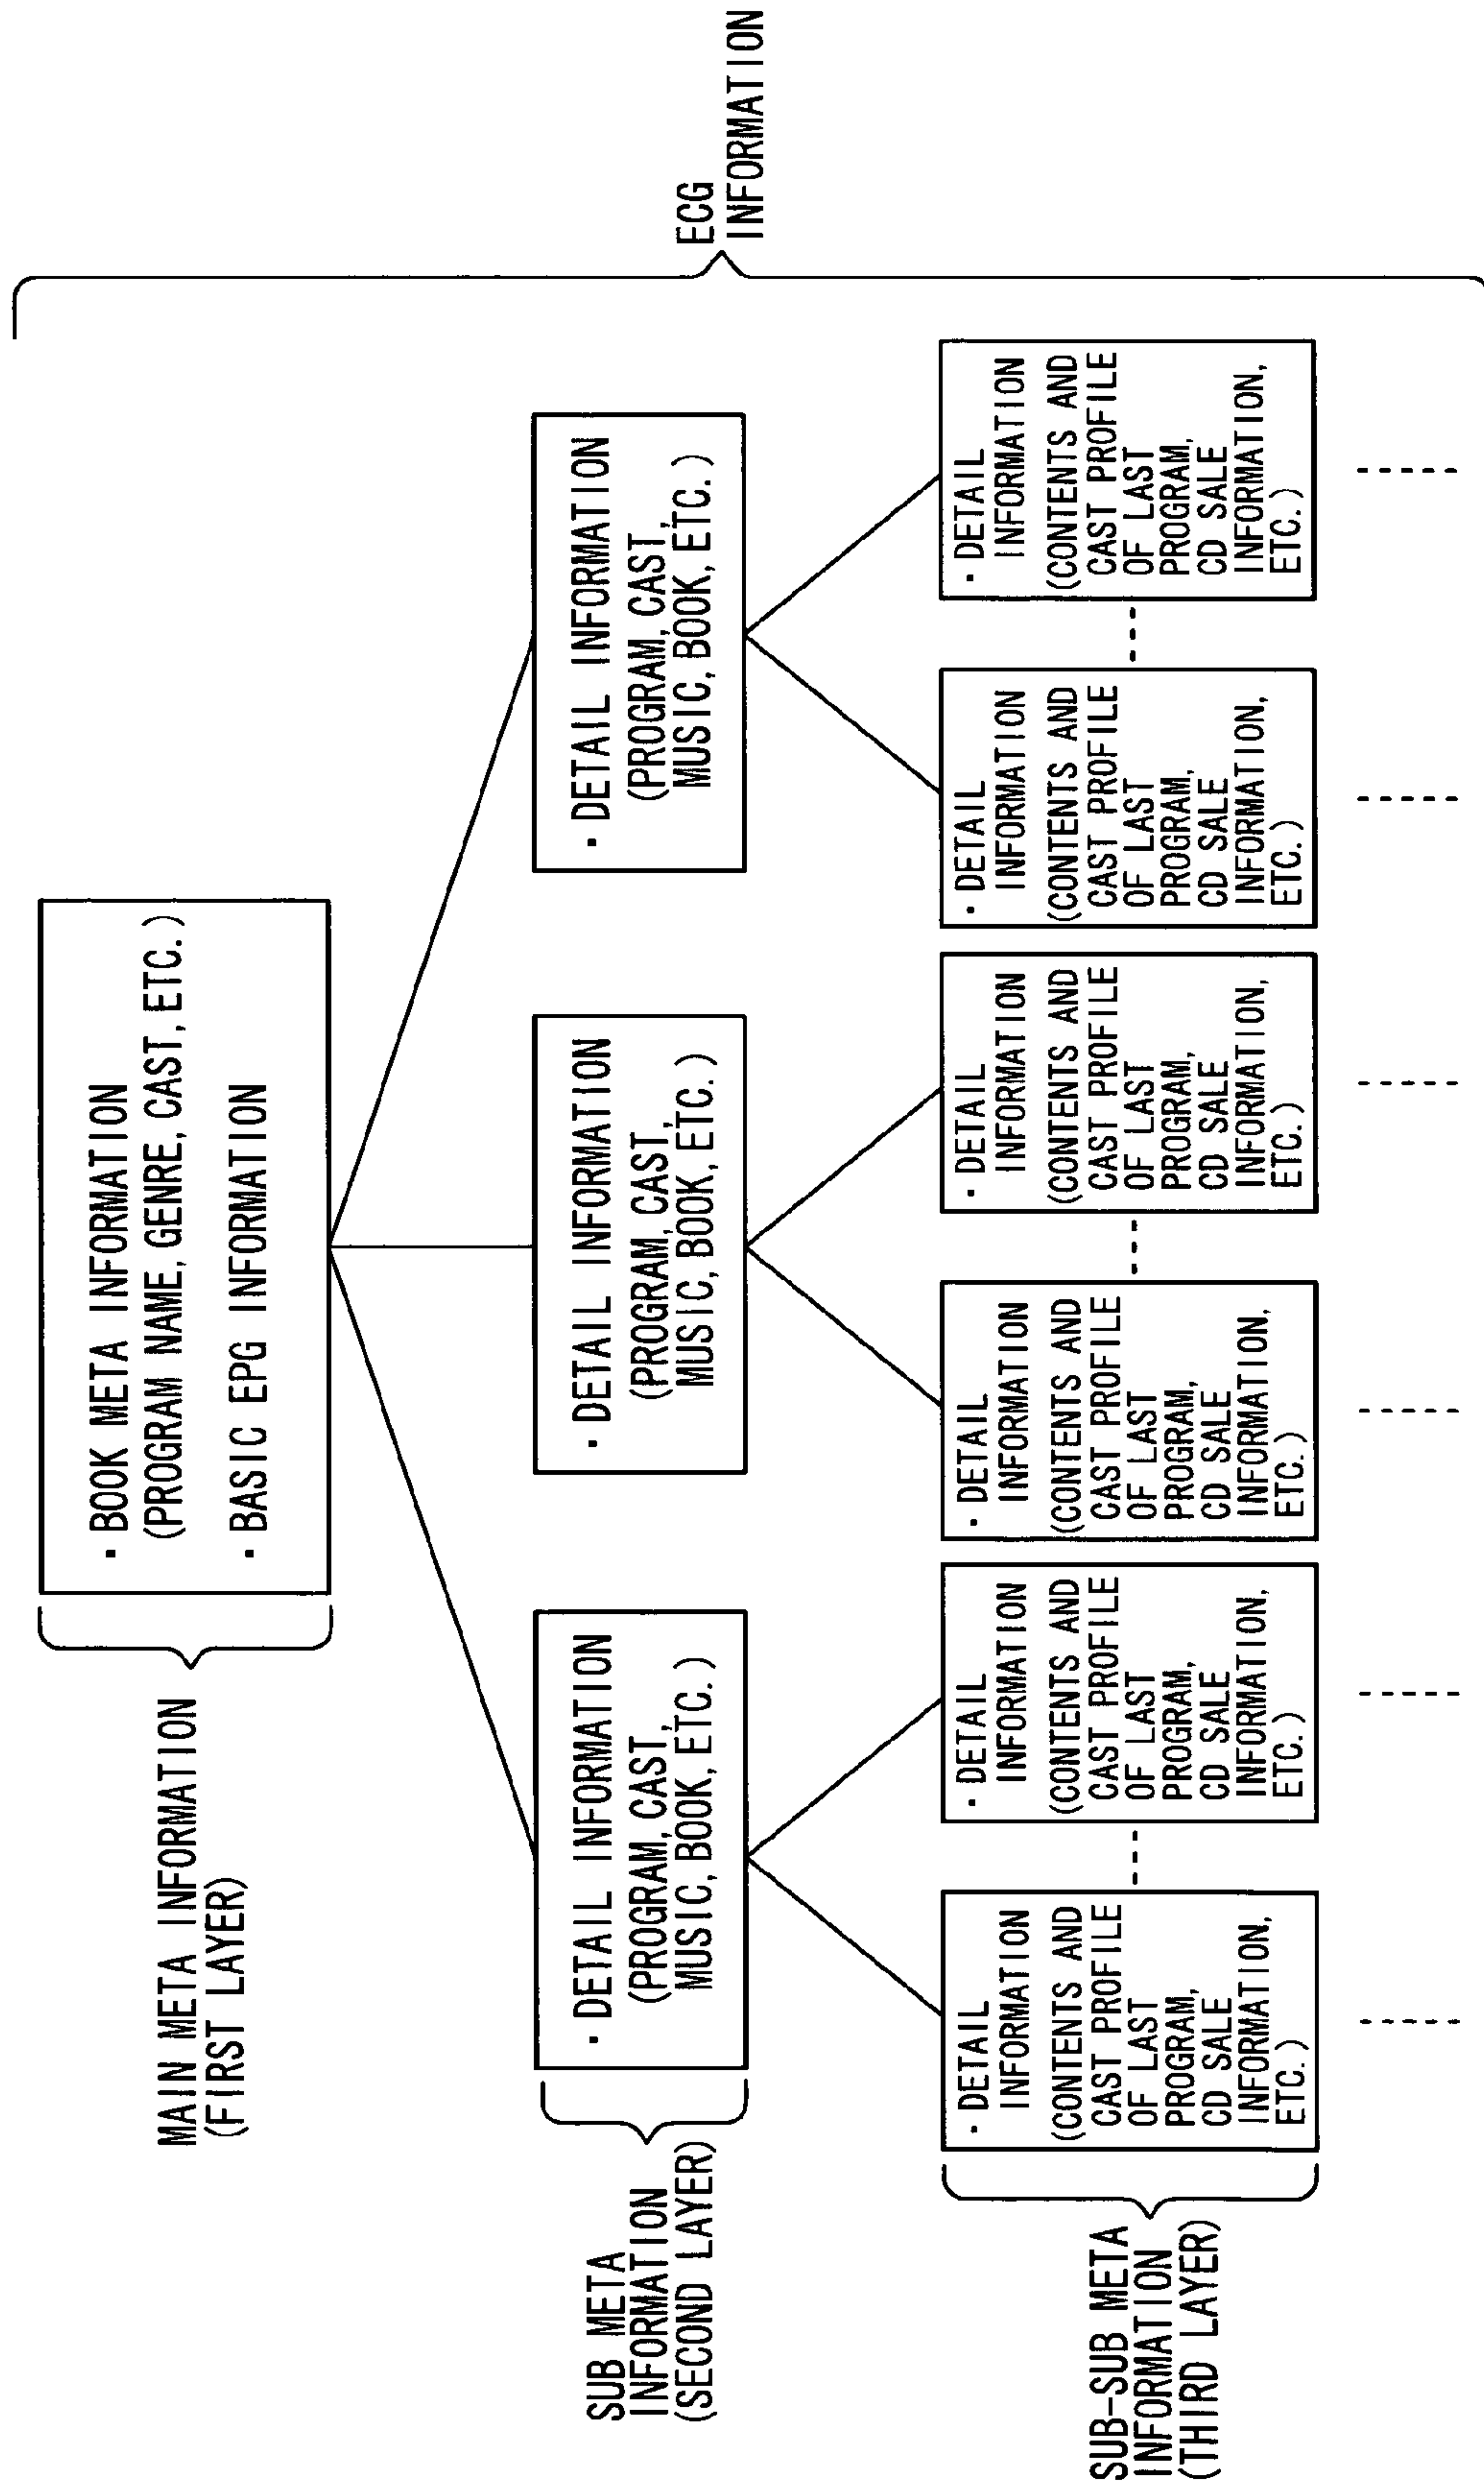 MAIN META INFORMATION
(FIRST LAYER)
· BOOK META INFORMATION
(PROGRAM NAME, GENRE, CAST, ETC.)
· BASIC EPG INFORMATION
SUB META
INFORMATION
(SECOND LAYER)
· DETAIL INFORMATION
(PROGRAM, CAST,
MUSIC, BOOK, ETC.)
· DETAIL INFORMATION
(PROGRAM, CAST,
MUSIC, BOOK, ETC.)
· DETAIL INFORMATION
(PROGRAM, CAST,
MUSIC, BOOK, ETC.)
ECG
INFORMATION
SUB-SUB META
INFORMATION
(THIRD LAYER)
· DETAIL
INFORMATION
(CONTENTS AND
CAST PROFILE
OF LAST
PROGRAM,
CD SALE
INFORMATION,
ETC.)
· DETAIL
INFORMATION
(CONTENTS AND
CAST PROFILE
OF LAST
PROGRAM,
CD SALE
INFORMATION,
ETC.)
· DETAIL
INFORMATION
(CONTENTS AND
CAST PROFILE
OF LAST
PROGRAM,
CD SALE
INFORMATION,
ETC.)
· DETAIL
INFORMATION
(CONTENTS AND
CAST PROFILE
OF LAST
PROGRAM,
CD SALE
INFORMATION,
ETC.)
· DETAIL
INFORMATION
(CONTENTS AND
CAST PROFILE
OF LAST
PROGRAM,
CD SALE
INFORMATION,
ETC.)
· DETAIL
INFORMATION
(CONTENTS AND
CAST PROFILE
OF LAST
PROGRAM,
CD SALE
INFORMATION,
ETC.)